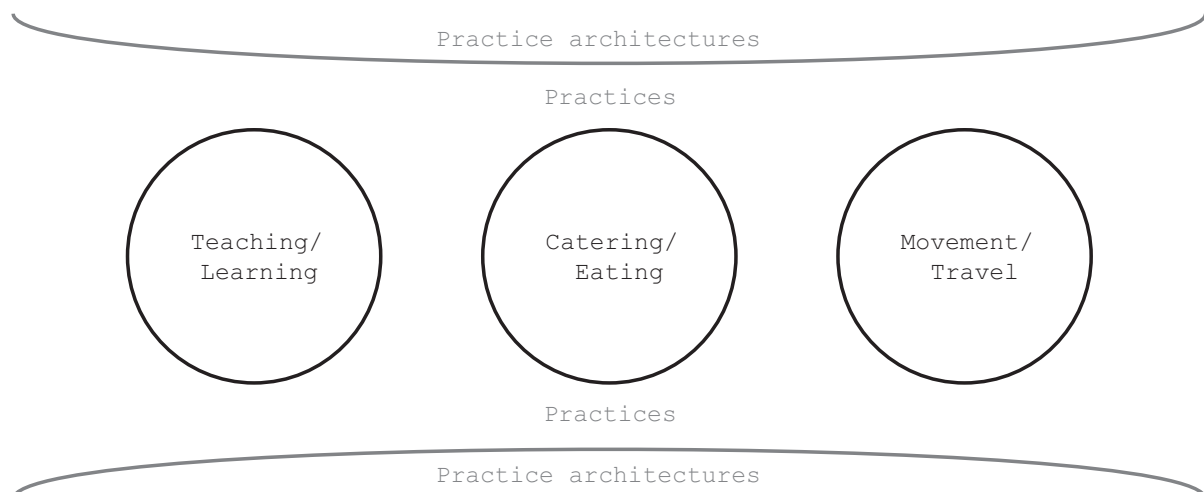 Practice architectures
Practices
Teaching/
Learning
Catering/
Eating
Movement/
Travel
Practices
Practice architectures